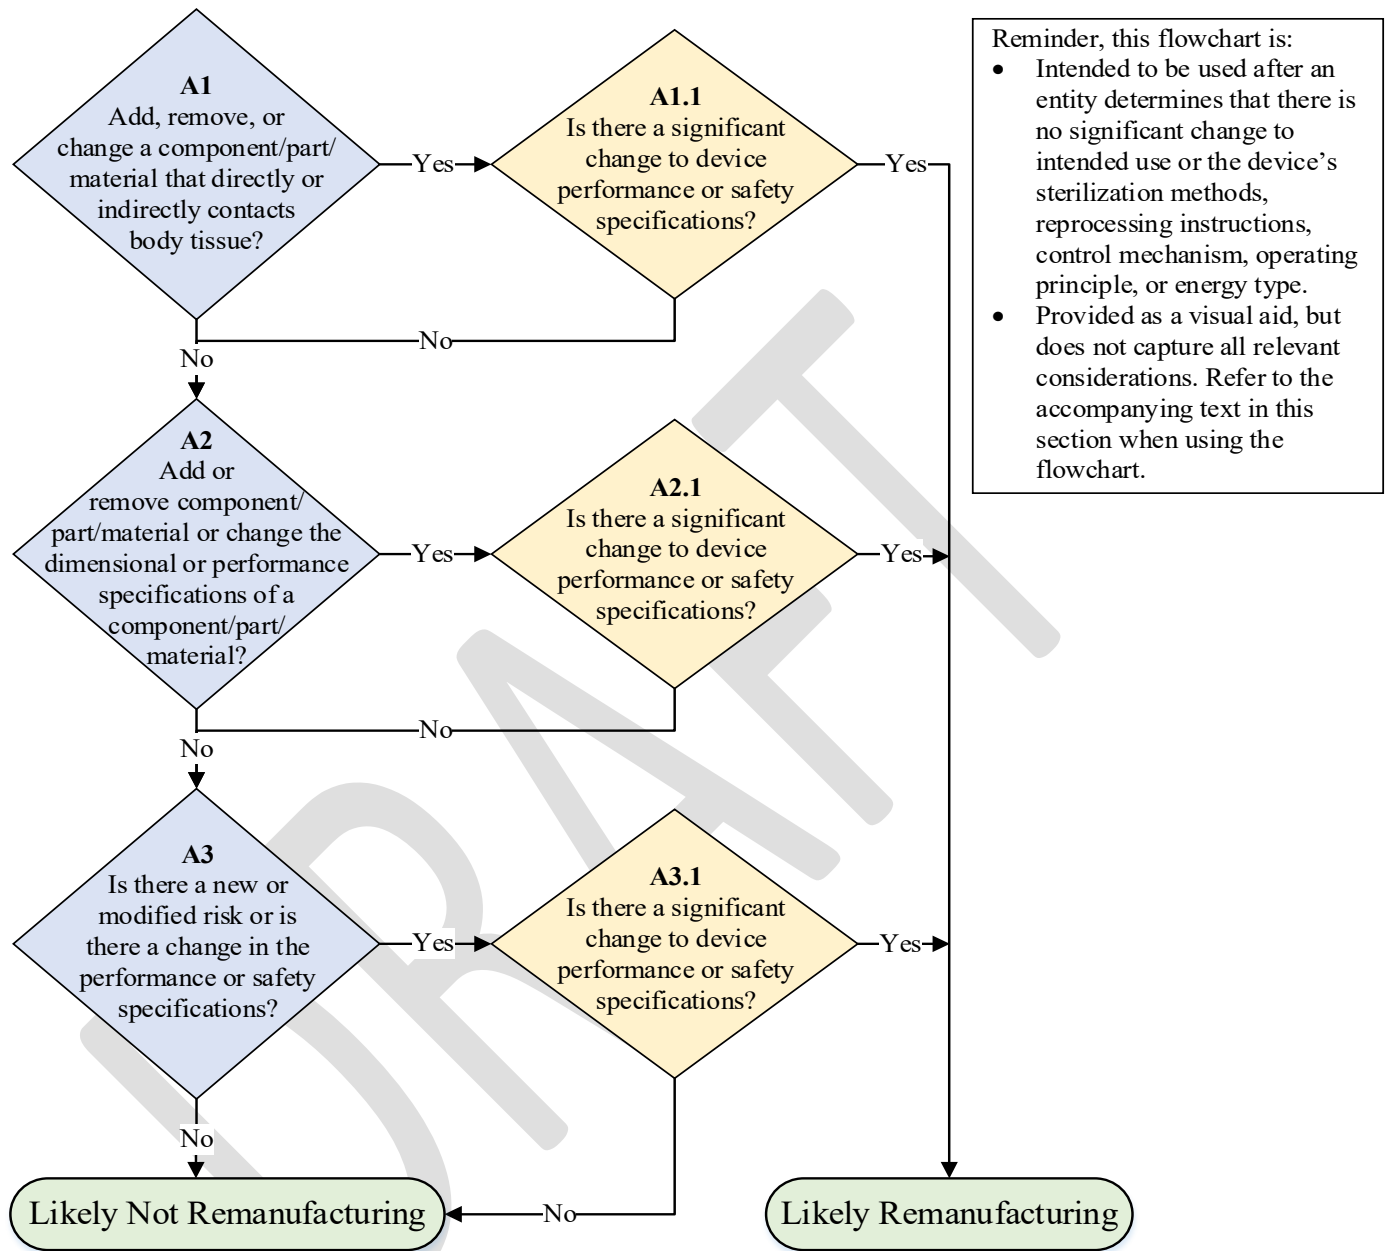 A1
Add, remove, or
change a component/part/
material that directly or
indirectly contacts
body tissue?
Yes
A1.1
Is there a significant
change to device
performance or safety
specifications?
Yes
No
No
Reminder, this flowchart is:
• Intended to be used after an
entity determines that there is
no significant change to
intended use or the device’s
sterilization methods,
reprocessing instructions,
control mechanism, operating
principle, or energy type.
• Provided as a visual aid, but
does not capture all relevant
considerations. Refer to the
accompanying text in this
section when using the
flowchart.
A2
Add or
remove component/
part/material or change the
dimensional or performance
specifications of a
component/part/
material?
Yes
A2.1
Is there a significant
change to device
performance or safety
specifications?
Yes
No
No
A3
Is there a new or
modified risk or is
there a change in the
performance or safety
specifications?
Yes
A3.1
Is there a significant
change to device
performance or safety
specifications?
Yes
No
No
Likely Not Remanufacturing
Likely Remanufacturing
DRAFT